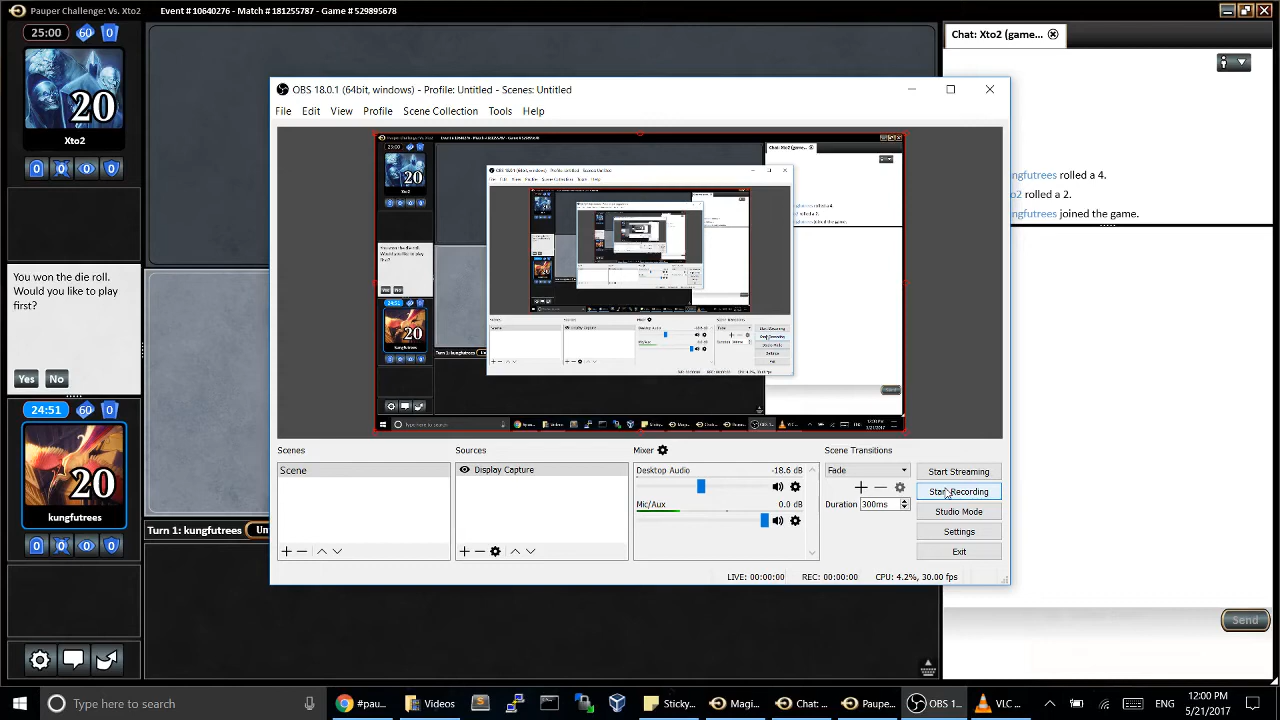 Pauper Challenge: Vs. Xto2
Event # 10640276 - Match # 181255787 - Game # 529895678
25:00 60 0
20
Xto2
0 0 0 0
You won the die roll.
Would you like to play
first?
Yes No
24:51 60 0
20
kungfutrees
0 0 0 0
Turn 1: kungfutrees
Chat: Xto2 (game...
ngfutrees rolled a 4.
o2 rolled a 2.
ngfutrees joined the game.
Send
18.0.1 (64bit, windows) - Profile: Untitled - Scenes: Untitled
File Edit View Profile Scene Collection Tools Help
Scenes
Scene
Sources
Display Capture
Mixer
Desktop Audio -18.6 dB
Mic/Aux 0.0 dB
Scene Transitions
Fade
Duration 300ms
Start Streaming
Start Recording
Studio Mode
Settings
Exit
LIVE: 00:00:00 REC: 00:00:00 CPU: 4.2%, 30.00 fps
Type here to search
#pau Videos Sticky Magi Chat: Paupe OBS 1 VLC
ENG
12:00 PM
5/21/2017